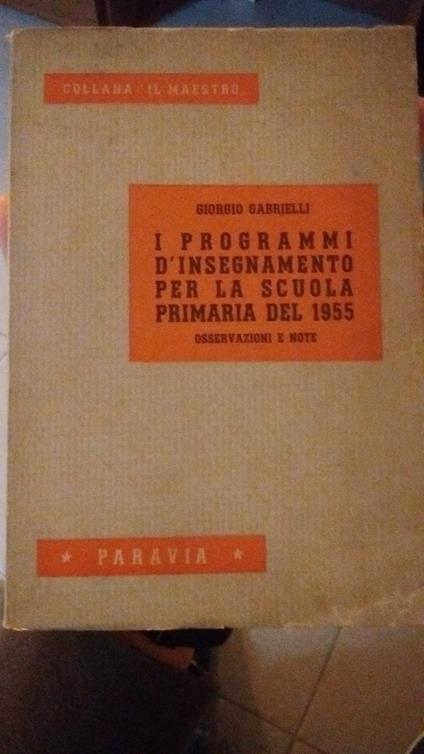 COLLANA "IL MAESTRO"
GIORGIO GABRIELLI
I PROGRAMMI
D'INSEGNAMENTO
PER LA SCUOLA
PRIMARIA DEL 1955
OSSERVAZIONI E NOTE
* PARAVIA *